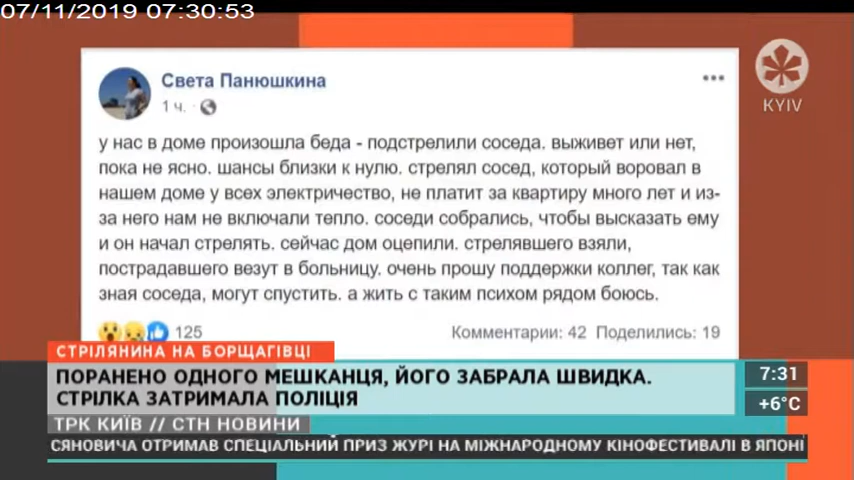 07/11/2019 07:30:53
Света Панюшкина
1 ч.
KYIV
у нас в доме произошла беда - подстрелили соседа. выживет или нет,
пока не ясно. шансы близки к нулю. стрелял сосед, который воровал в
нашем доме у всех электричество, не платит за квартиру много лет и из-
за него нам не включали тепло. соседи собрались, чтобы высказать ему
и он начал стрелять. сейчас дом оцепили. стрелявшего взяли,
пострадавшего везут в больницу. очень прошу поддержки коллег, так как
зная соседа, могут спустить. а жить с таким психом рядом боюсь.
125
Комментарии: 42 Поделились: 19
СТРІЛЯНИНА НА БОРЩАГІВЦІ
ПОРАНЕНО ОДНОГО МЕШКАНЦЯ, ЙОГО ЗАБРАЛА ШВИДКА.
СТРІЛКА ЗАТРИМАЛА ПОЛІЦІЯ
7:31
+6°C
ТРК КИЇВ // СТН НОВИНИ
СЯНОВИЧА ОТРИМАВ СПЕЦІАЛЬНИЙ ПРИЗ ЖУРІ НА МІЖНАРОДНОМУ КІНОФЕСТИВАЛІ В ЯПОНІ